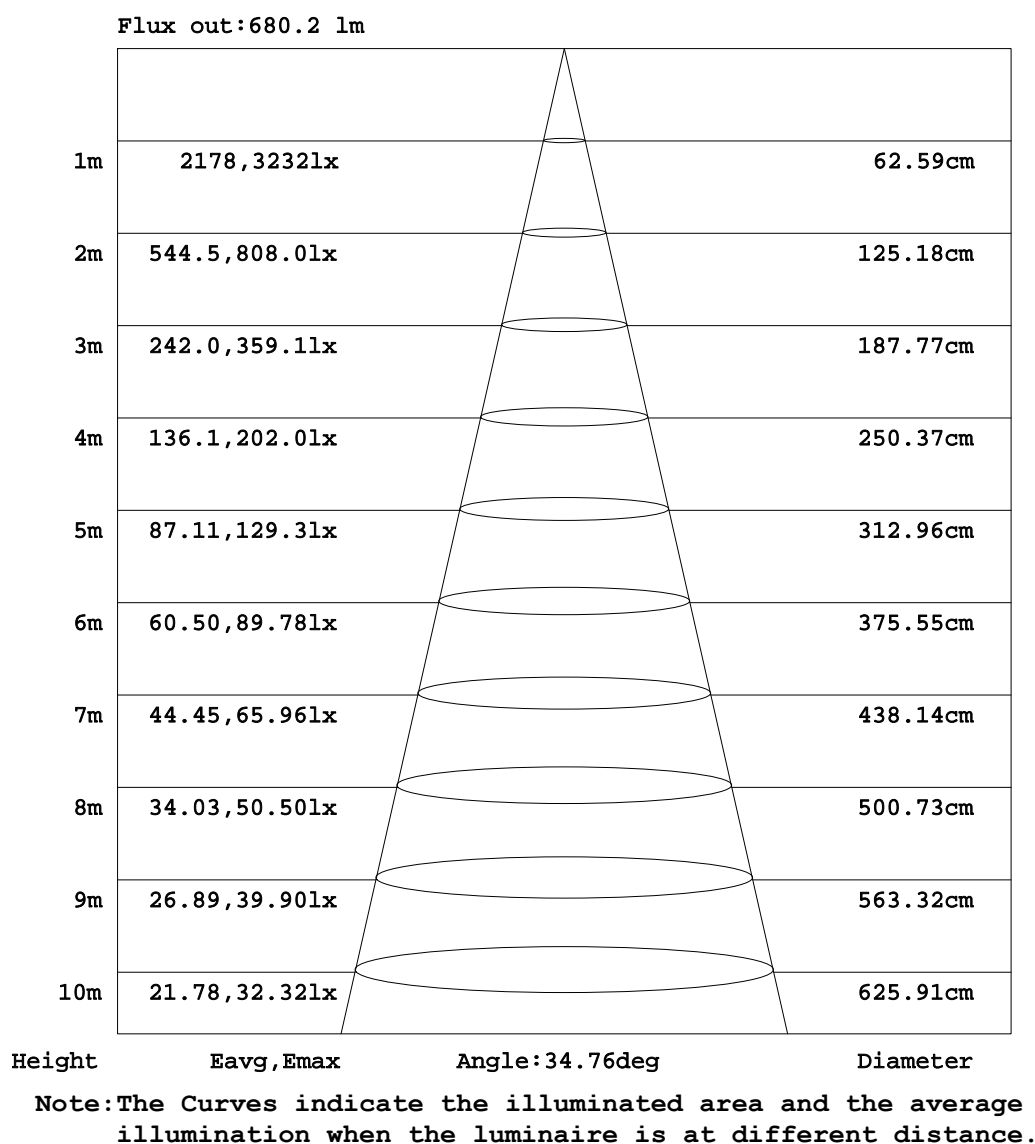 Flux out:680.2 lm
1m 2178,3232lx 62.59cm
2m 544.5,808.0lx 125.18cm
3m 242.0,359.1lx 187.77cm
4m 136.1,202.0lx 250.37cm
5m 87.11,129.3lx 312.96cm
6m 60.50,89.78lx 375.55cm
7m 44.45,65.96lx 438.14cm
8m 34.03,50.50lx 500.73cm
9m 26.89,39.90lx 563.32cm
10m 21.78,32.32lx 625.91cm
Height Eavg,Emax Angle:34.76deg Diameter
Note:The Curves indicate the illuminated area and the average
illumination when the luminaire is at different distance.